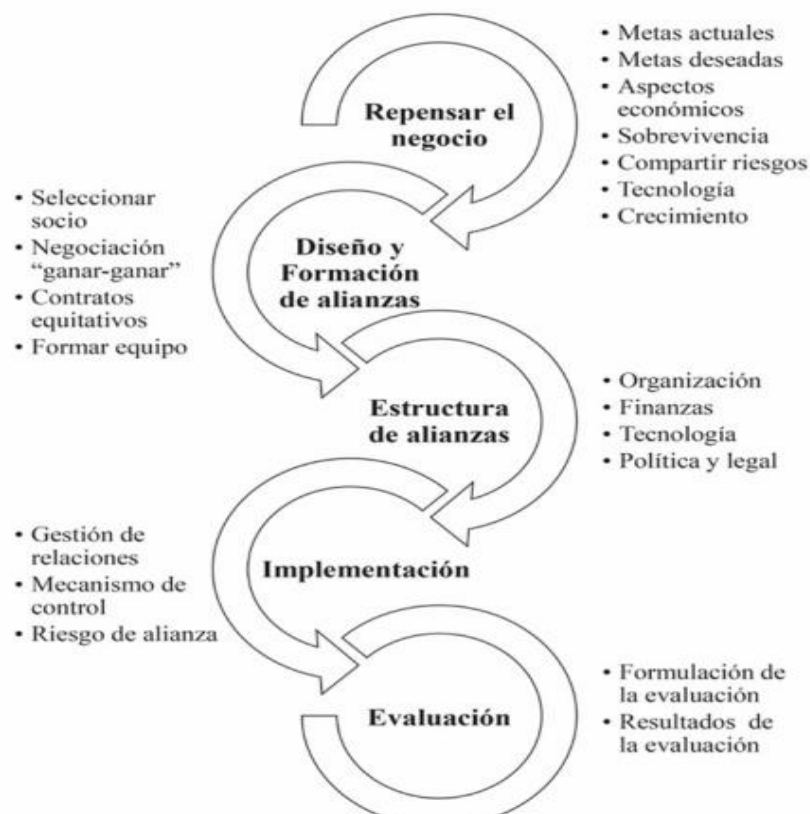 Repensar el
negocio
• Metas actuales
• Metas deseadas
• Aspectos
económicos
• Sobrevivencia
• Compartir riesgos
• Tecnología
• Crecimiento
• Seleccionar
socio
• Negociación
“ganar-ganar”
• Contratos
equitativos
• Formar equipo
Diseño y
Formación
de alianzas
Estructura
de alianzas
• Organización
• Finanzas
• Tecnología
• Política y legal
• Gestión de
relaciones
• Mecanismo de
control
• Riesgo de alianza
Implementación
Evaluación
• Formulación de
la evaluación
• Resultados de
la evaluación